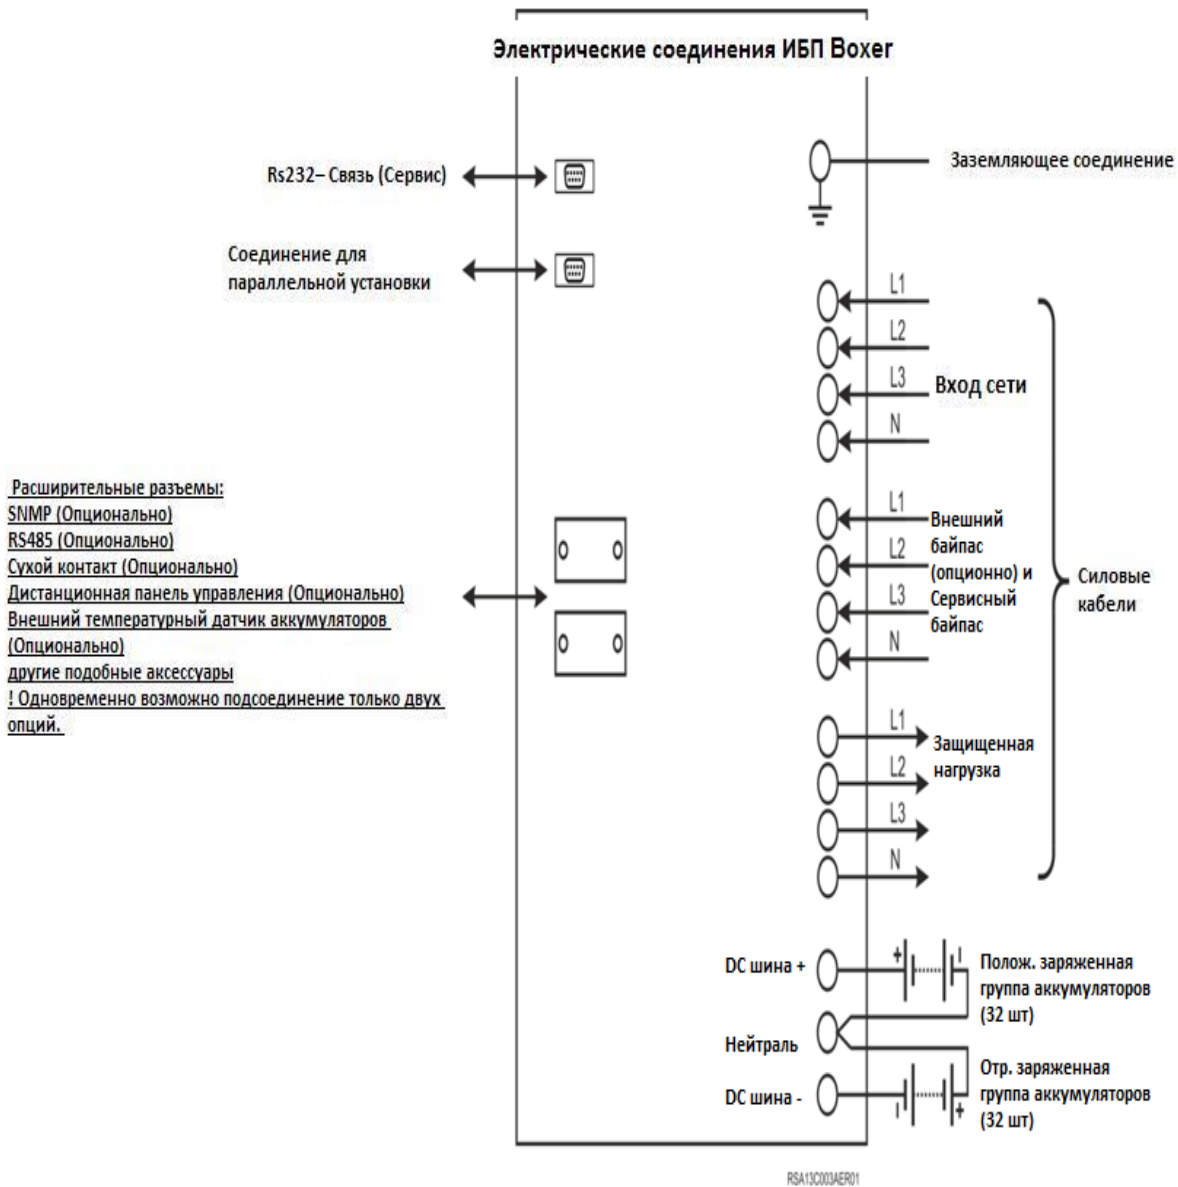 Электрические соединения ИБП Boxer
Rs232– Связь (Сервис)
Заземляющее соединение
Соединение для
параллельной установки
L1
L2
L3
N
Вход сети
Расширительные разъемы:
SNMP (Опционально)
RS485 (Опционально)
Сухой контакт (Опционально)
Дистанционная панель управления (Опционально)
Внешний температурный датчик аккумуляторов
(Опционально)
другие подобные аксессуары
! Одновременно возможно подсоединение только двух
опций.
L1
L2
L3
N
Внешний
байпас
(опционно) и
Сервисный
байпас
Силовые
кабели
L1
L2
L3
N
Защищенная
нагрузка
DC шина +
+
-
Полож. заряженная
группа аккумуляторов
(32 шт)
Нейтраль
DC шина -
-
+
Отр. заряженная
группа аккумуляторов
(32 шт)
RSA13C003AER01